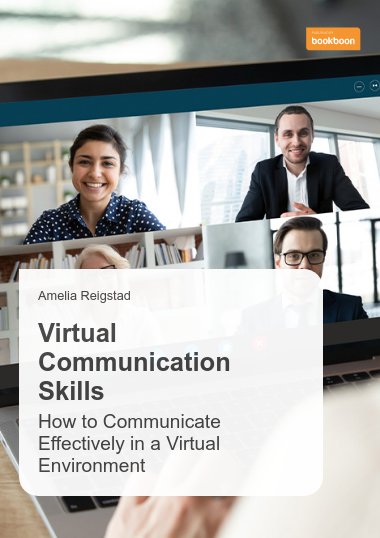 bookboon
Amelia Reigstad
Virtual
Communication
Skills
How to Communicate
Effectively in a Virtual
Environment